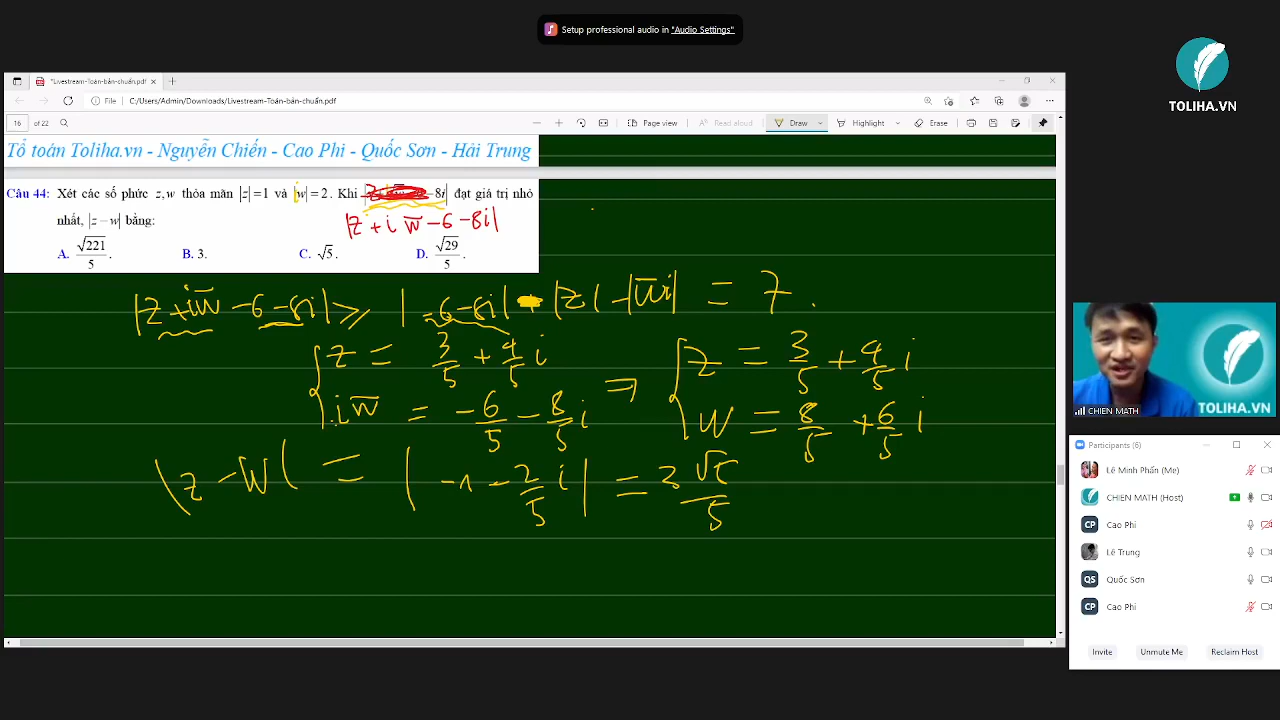 Setup professional audio in "Audio Settings"
TOLIHA.VN
*Livestream-Toán-bản-chuẩn.pdf
File C:/Users/Admin/Downloads/Livestream-Toán-bản-chuẩn.pdf
16 of 22 Page view Read aloud Draw Highlight Erase
Tổ toán Toliha.vn - Nguyễn Chiến - Cao Phi - Quốc Sơn - Hải Trung
Câu 44: Xét các số phức z, w thỏa mãn |z| = 1 và |w| = 2. Khi -8i| đạt giá trị nhỏ
nhất, |z - w| bằng:
|z + i w̅ - 6 - 8i|
A. √221/5. B. 3. C. √5. D. √29/5.
|z + iw̅ - 6 - 8i| ≥ |-6-8i| - |z| - |w̅i| = 7.
{ z = 3/5 + 4/5 i
{ iw̅ = -6/5 - 8/5 i
⇒ { z = 3/5 + 4/5 i
{ w = 8/5 + 6/5 i
|z - w| = | -1 - 2/5 i | =
CHIEN MATH
TOLIHA.VN
Participants (6)
Lê Minh Phấn (Me)
CHIEN MATH (Host)
CP Cao Phi
Lê Trung
QS Quốc Sơn
CP Cao Phi
Invite Unmute Me Reclaim Host